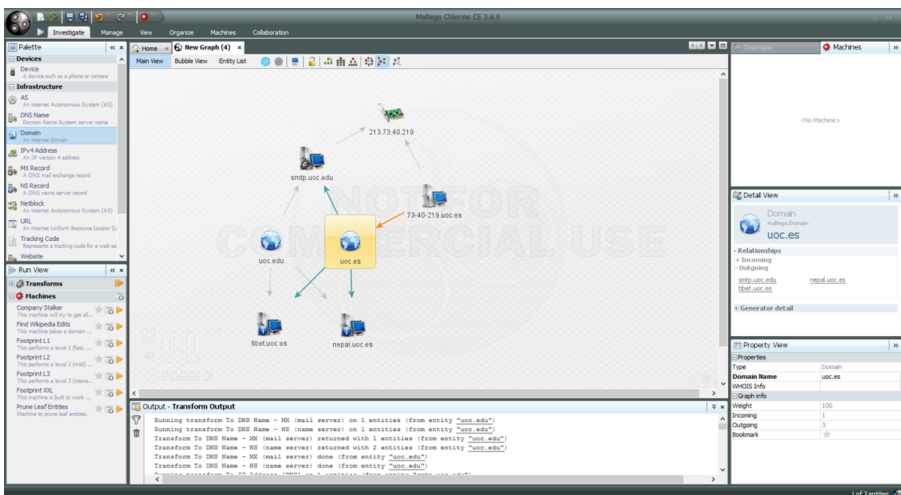 Maltego Chlorine CE 3.6.0
Investigate Manage View Organize Machines Collaboration
Palette
Devices
Device
A device such as a phone or camera
Infrastructure
AS
An internet Autonomous System (AS)
DNS Name
Domain Name System server name
Domain
An internet domain
IPv4 Address
An IP version 4 address
MX Record
A DNS mail exchange record
NS Record
A DNS name server record
Netblock
An internet Autonomous System (AS)
URL
An internet Uniform Resource Locator (U
Tracking Code
Represents a tracking code for a web se
Website
Run View
Transforms
Machines
Company Stalker
This machine will try to get all...
Find Wikipedia Edits
This machine takes a domain...
Footprint L1
This performs a level 1 (fast, ...
Footprint L2
This performs a level 2 (mild) ...
Footprint L3
This performs a level 3 (intens...
Footprint XXL
This machine is built to work ...
Prune Leaf Entities
Machine to prune leaf entities.
Home New Graph (4)
Main View Bubble View Entity List
213.73.40.219
smtp.uoc.edu
73-40-219.uoc.es
uoc.edu
uoc.es
tibet.uoc.es
nepal.uoc.es
NOT FOR
COMMERCIAL USE
Output - Transform Output
Running transform To DNS Name - MX (mail server) on 1 entities (from entity "uoc.edu")
Running transform To DNS Name - NS (name server) on 1 entities (from entity "uoc.edu")
Transform To DNS Name - MX (mail server) returned with 1 entities (from entity "uoc.edu")
Transform To DNS Name - NS (name server) returned with 2 entities (from entity "uoc.edu")
Transform To DNS Name - MX (mail server) done (from entity "uoc.edu")
Transform To DNS Name - NS (name server) done (from entity "uoc.edu")
Overview Machines
<No Machine>
Detail View
Domain
maltego.Domain
uoc.es
- Relationships
+ Incoming
- Outgoing
smtp.uoc.edu nepal.uoc.es
tibet.uoc.es
+ Generator detail
Property View
Properties
Type Domain
Domain Name uoc.es
WHOIS Info
Graph info
Weight 100
Incoming 1
Outgoing 3
Bookmark
1 of 7 entities